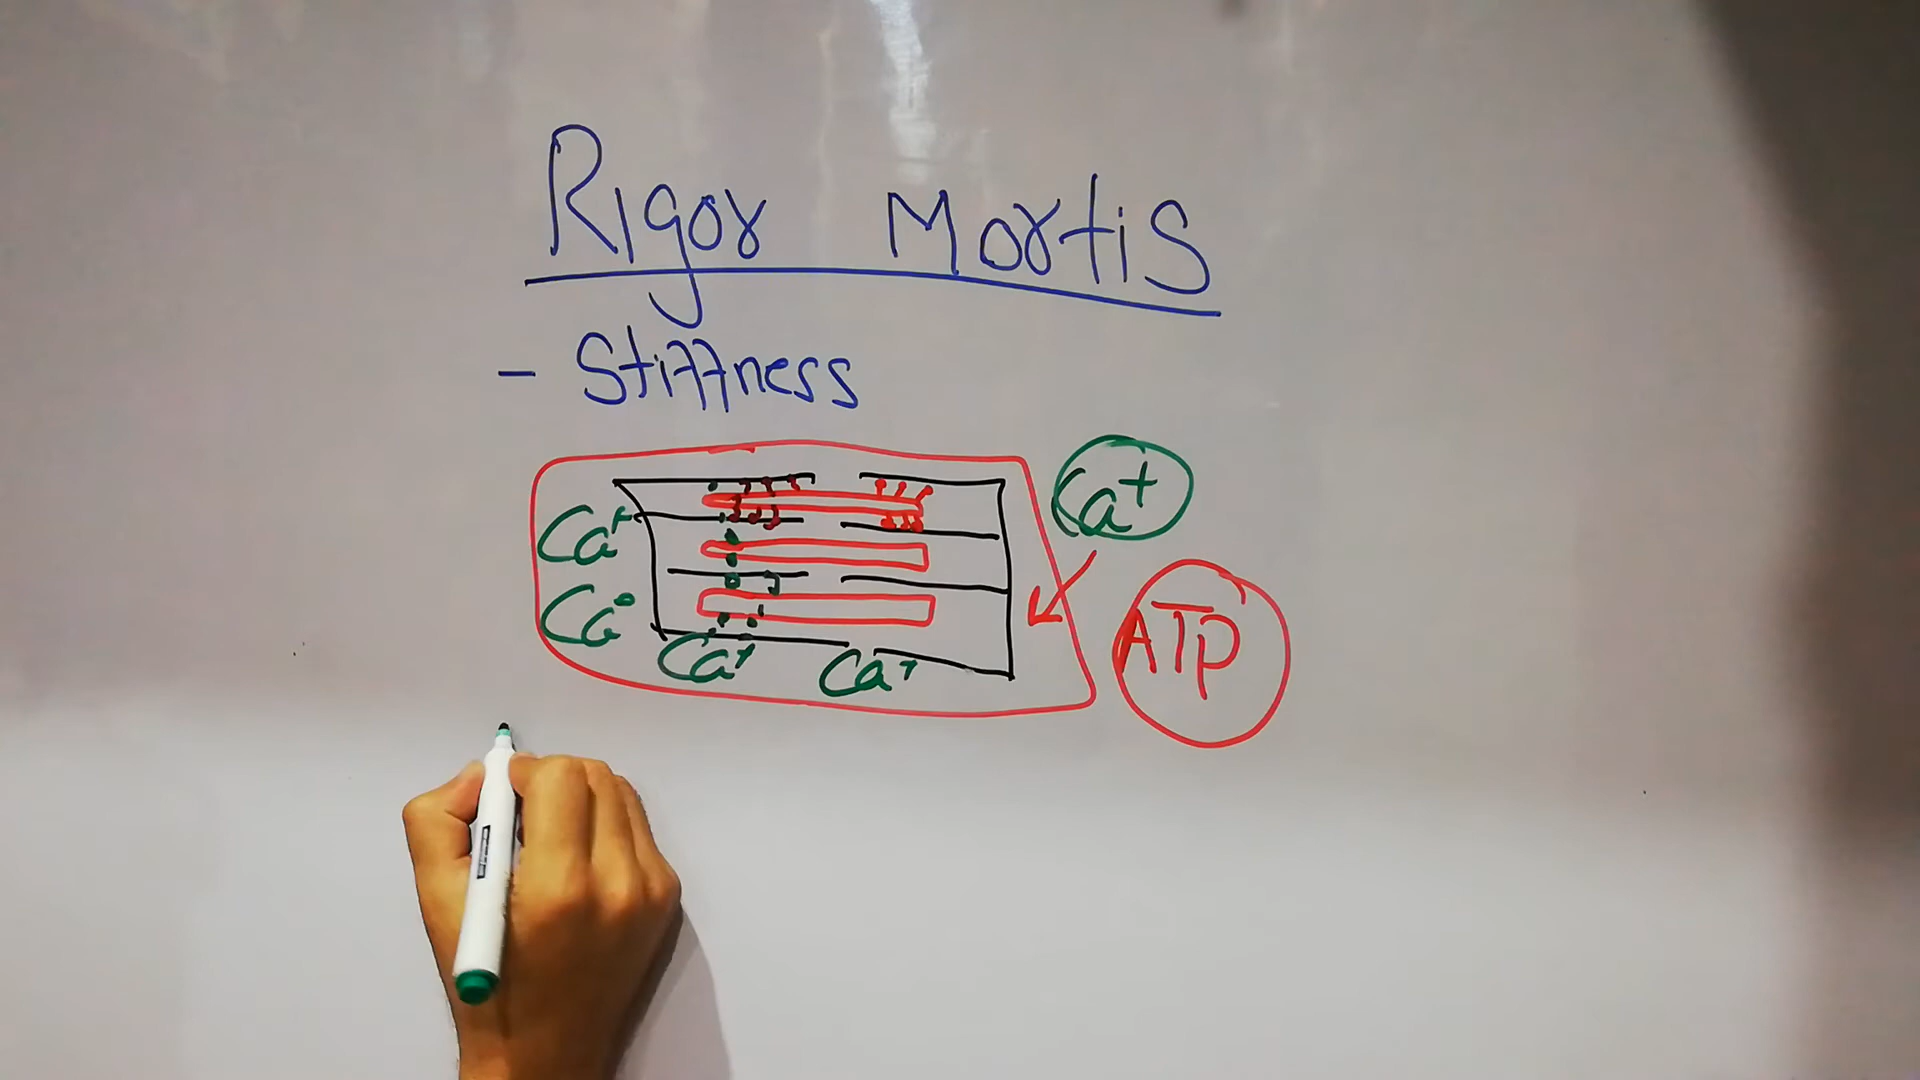 Rigor Mortis
- Stiffness
Ca+
Ca+
Ca°
Ca+
Ca+
ATP